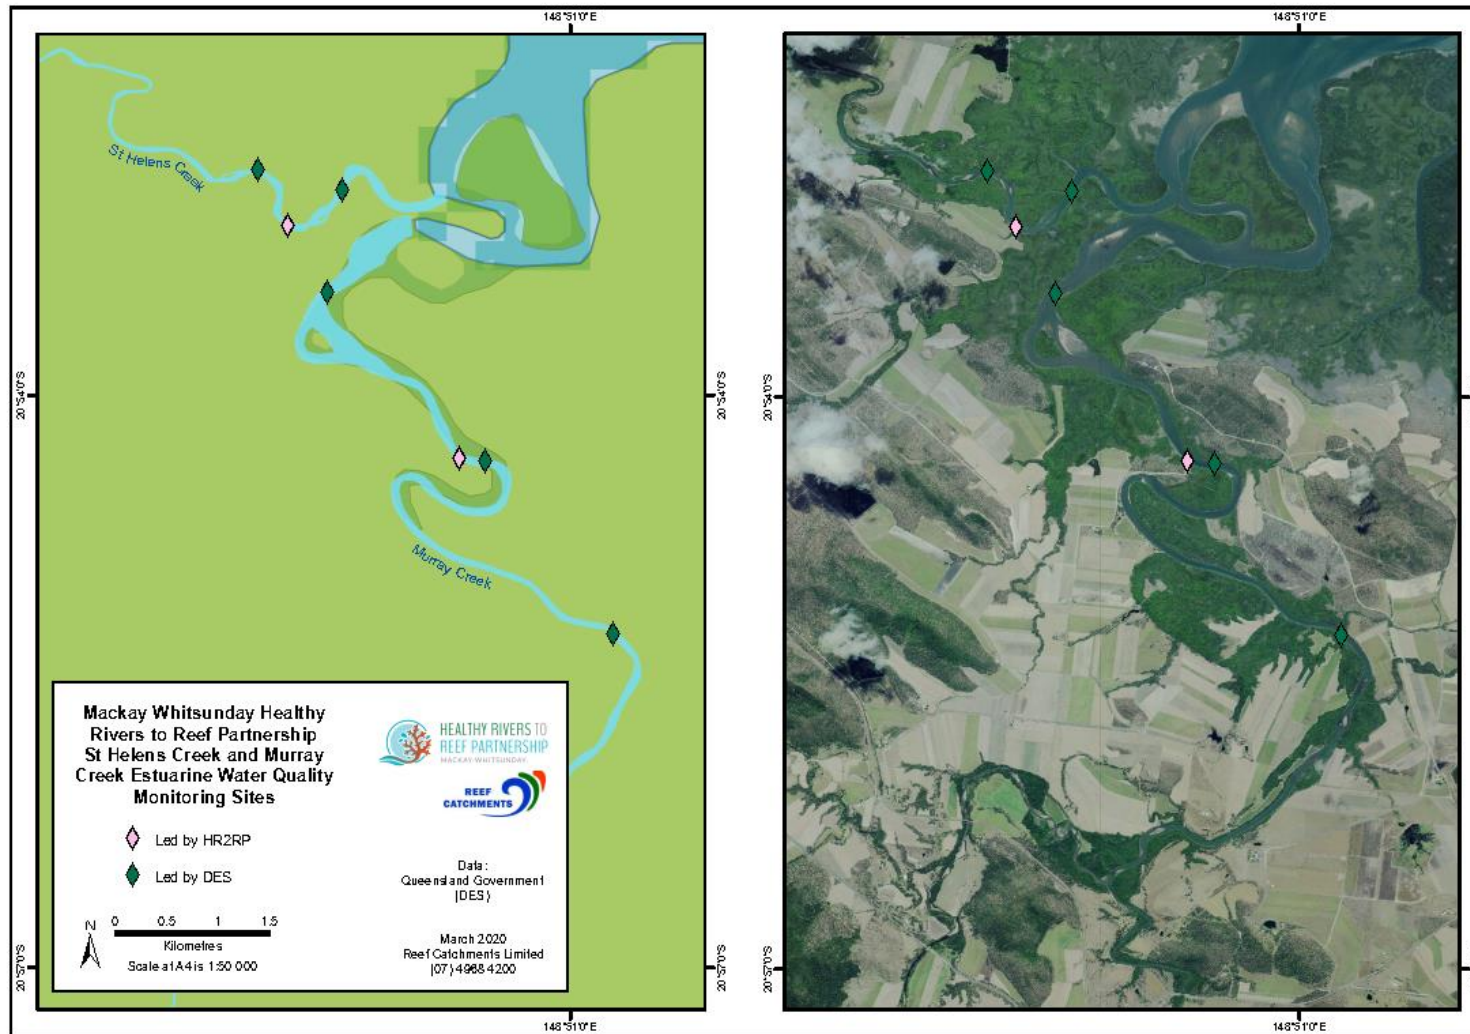 148°51'0"E
148°51'0"E
St Helens Creek
20°54'0"S
20°54'0"S
20°54'0"S
Murray Creek
Mackay Whitsunday Healthy
Rivers to Reef Partnership
St Helens Creek and Murray
Creek Estuarine Water Quality
Monitoring Sites
HEALTHY RIVERS TO
REEF PARTNERSHIP
MACKAY-WHITSUNDAY
REEF
CATCHMENTS
Led by HR2RP
Led by DES
Data:
Queensland Government
(DES)
N
0 0.5 1 1.5
Kilometres
Scale at A4 is 1:50 000
March 2020
Reef Catchments Limited
(07) 4968 4200
20°57'0"S
20°57'0"S
20°57'0"S
148°51'0"E
148°51'0"E